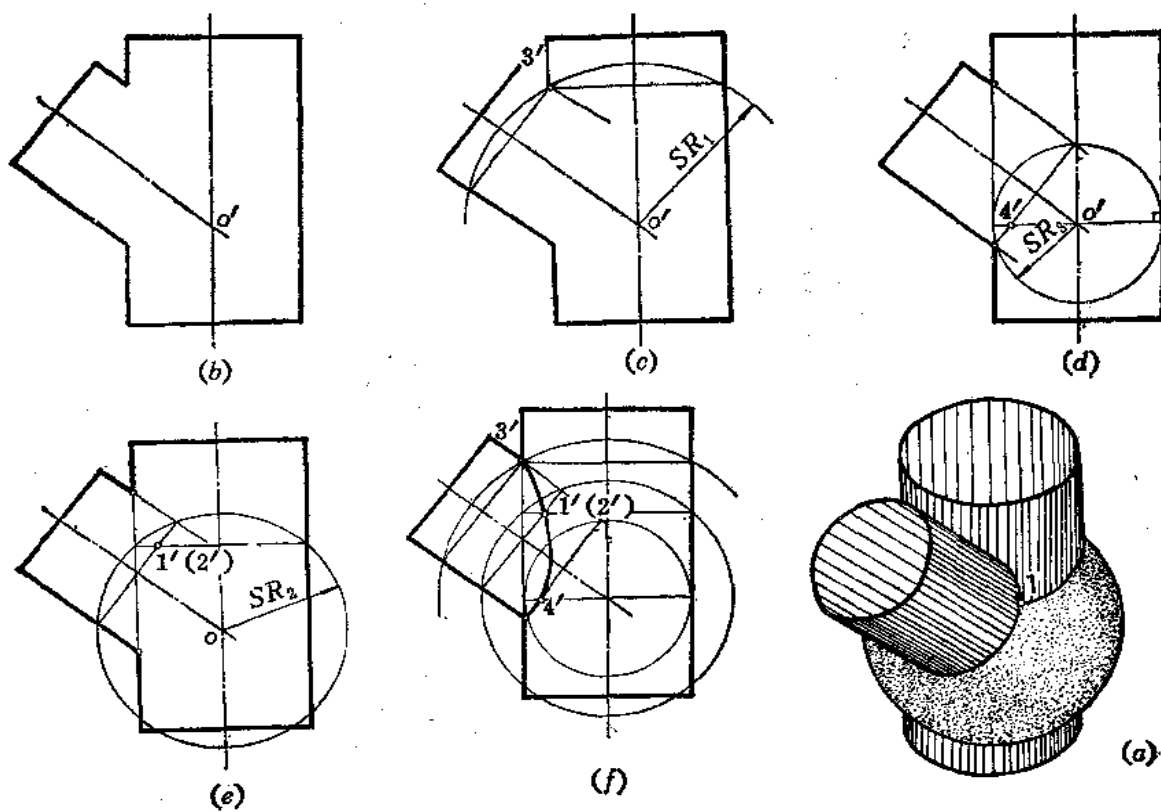 o'
(b)
3'
SR₁
o'
(c)
4'
o'
SR₃
(d)
1' (2')
SR₂
o
(e)
3'
1' (2')
4'
(f)
1
(a)